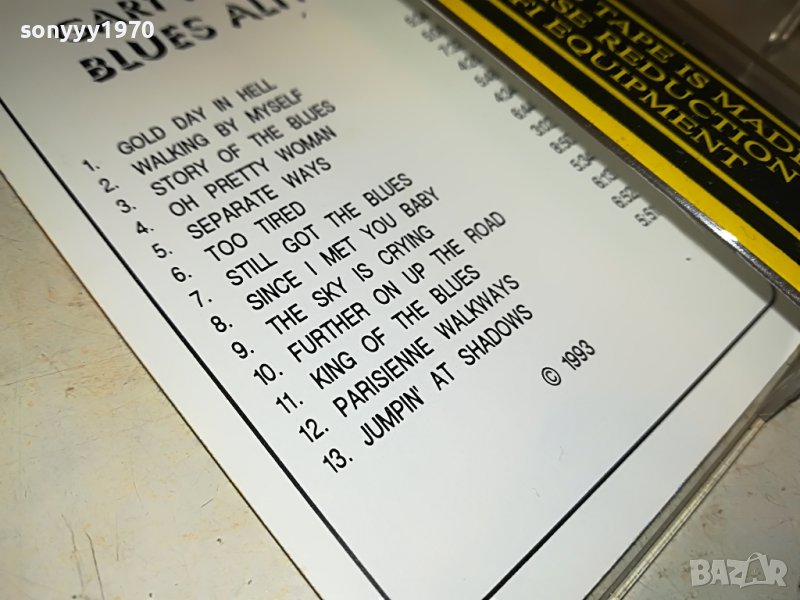 sonyyy1970
GARY
BLUES ALIV
1. GOLD DAY IN HELL
2. WALKING BY MYSELF
3. STORY OF THE BLUES
4. OH PRETTY WOMAN
5. SEPARATE WAYS
6. TOO TIRED
7. STILL GOT THE BLUES
8. SINCE I MET YOU BABY
9. THE SKY IS CRYING
10. FURTHER ON UP THE ROAD
11. KING OF THE BLUES
12. PARISIENNE WALKWAYS
13. JUMPIN' AT SHADOWS
© 1993
TAPE IS MADE
REDUCTION
FI EQUIPMENT
BAZAR